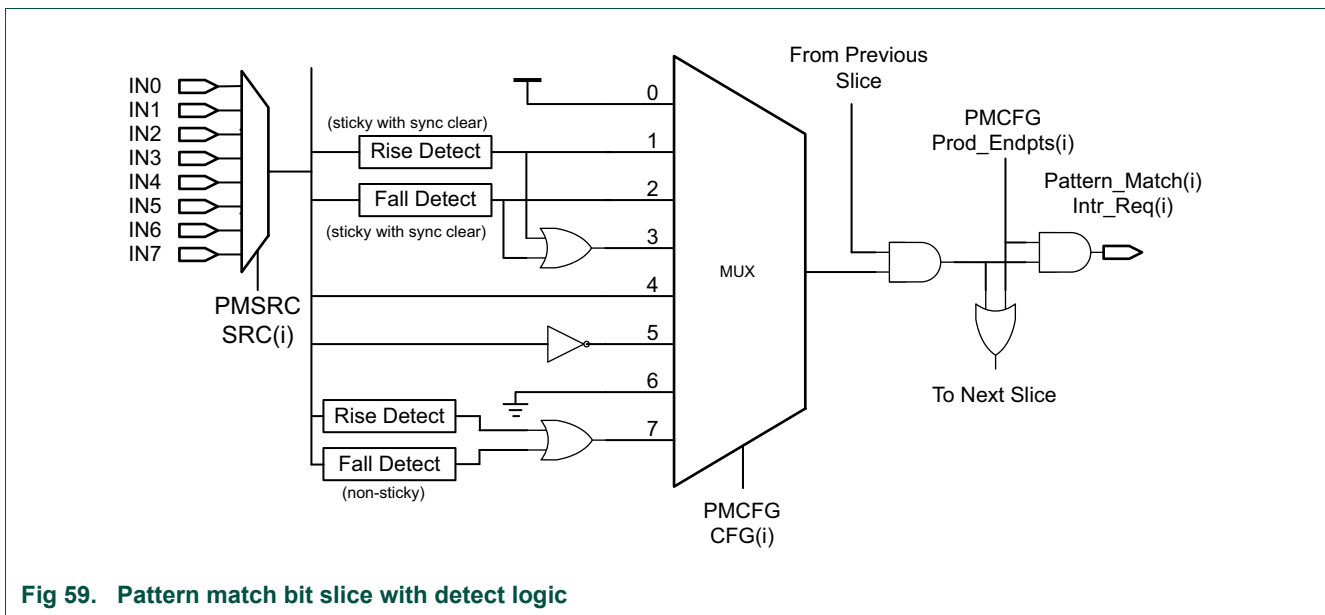 IN0
IN1
IN2
IN3
IN4
IN5
IN6
IN7
PMSRC
SRC(i)
(sticky with sync clear)
Rise Detect
Fall Detect
(sticky with sync clear)
Rise Detect
Fall Detect
(non-sticky)
0
1
2
3
4
5
6
7
MUX
PMCFG
CFG(i)
From Previous
Slice
PMCFG
Prod_Endpts(i)
Pattern_Match(i)
Intr_Req(i)
To Next Slice
Fig 59. Pattern match bit slice with detect logic